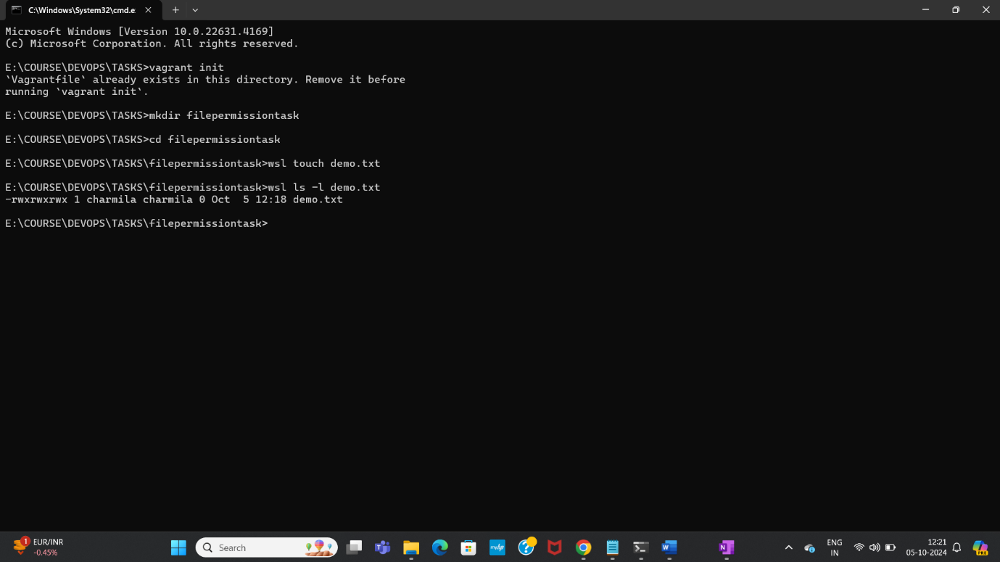 C:\Windows\System32\cmd.e:
Microsoft Windows [Version 10.0.22631.4169]
(c) Microsoft Corporation. All rights reserved.
E:\COURSE\DEVOPS\TASKS>vagrant init
`Vagrantfile` already exists in this directory. Remove it before
running `vagrant init`.
E:\COURSE\DEVOPS\TASKS>mkdir filepermissiontask
E:\COURSE\DEVOPS\TASKS>cd filepermissiontask
E:\COURSE\DEVOPS\TASKS\filepermissiontask>wsl touch demo.txt
E:\COURSE\DEVOPS\TASKS\filepermissiontask>wsl ls -l demo.txt
-rwxrwxrwx 1 charmila charmila 0 Oct  5 12:18 demo.txt
E:\COURSE\DEVOPS\TASKS\filepermissiontask>
1
EUR/INR
-0.45%
Search
myhp
ENG
IN
12:21
05-10-2024
PRE